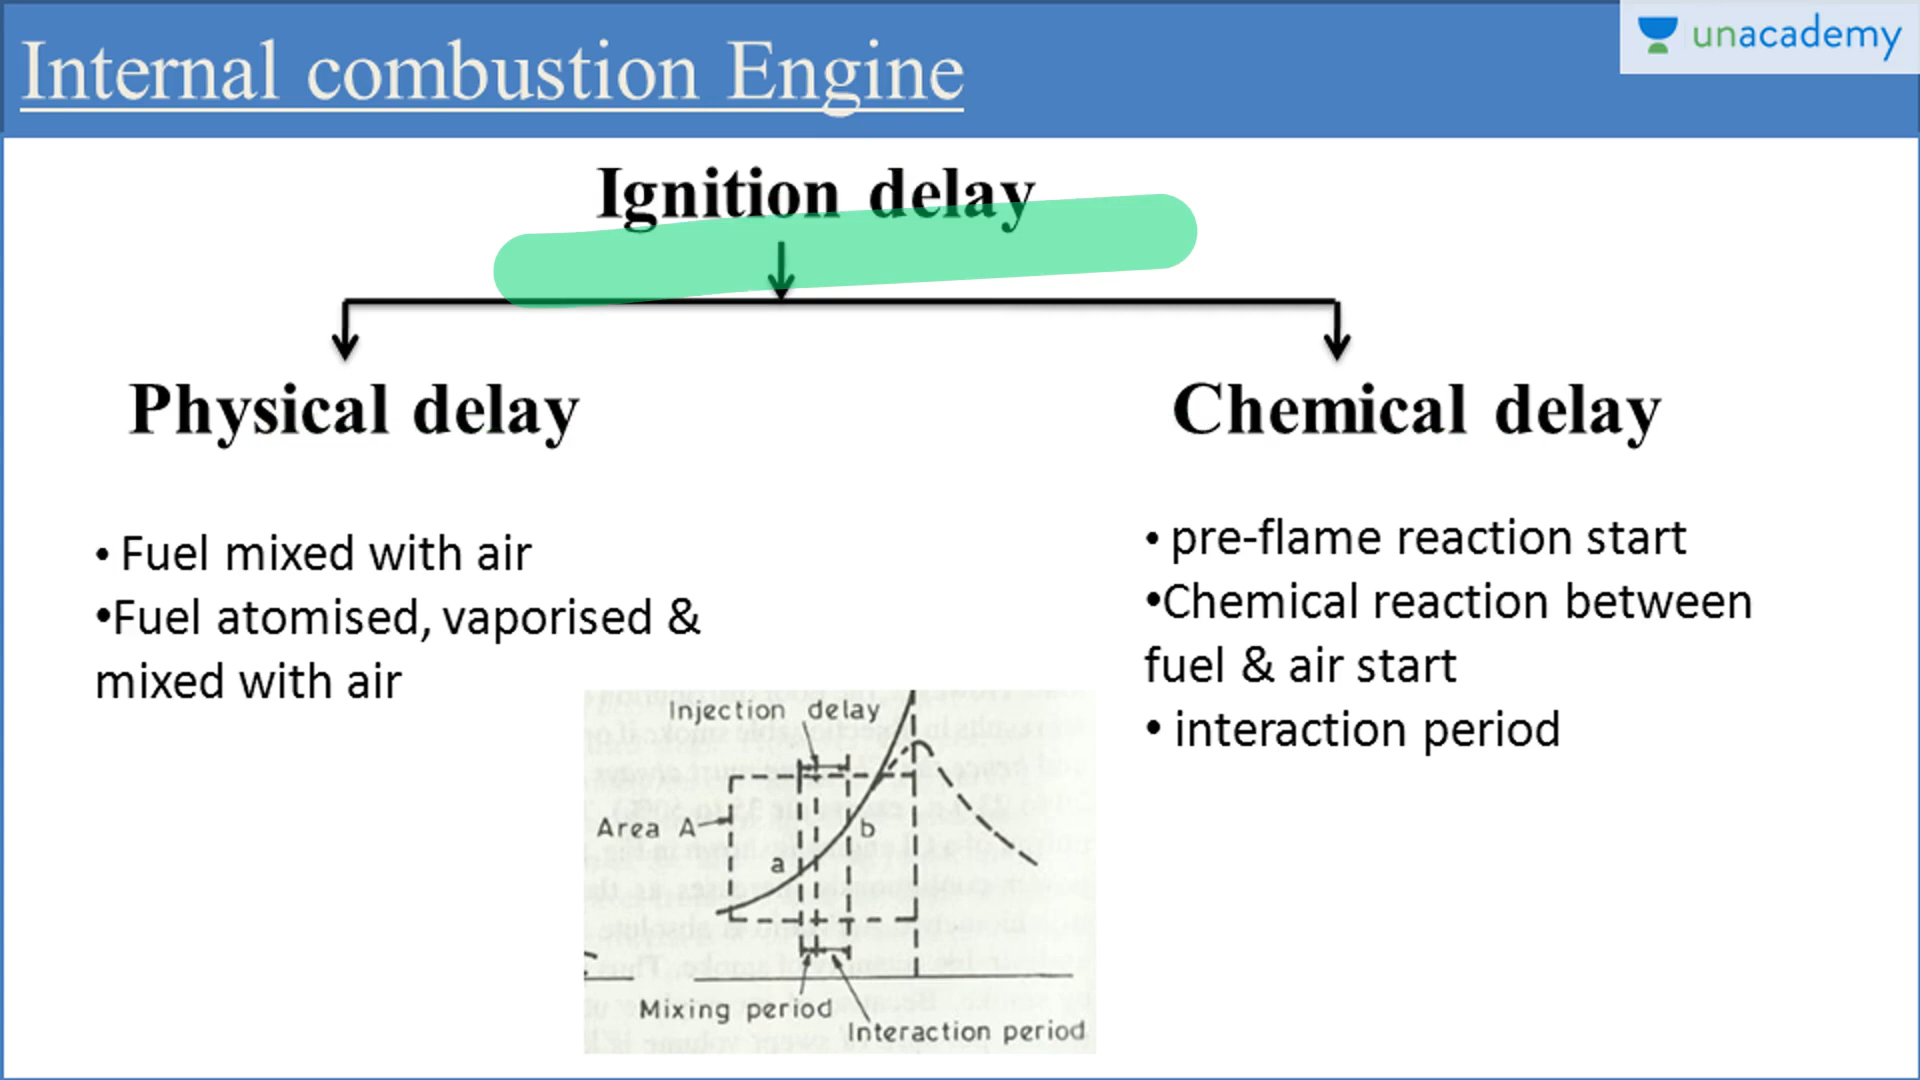 Internal combustion Engine
unacademy
Ignition delay
Physical delay
Chemical delay
• Fuel mixed with air
•Fuel atomised, vaporised &
mixed with air
• pre-flame reaction start
•Chemical reaction between
fuel & air start
• interaction period
Injection delay
Area A
a
b
Mixing period
Interaction period